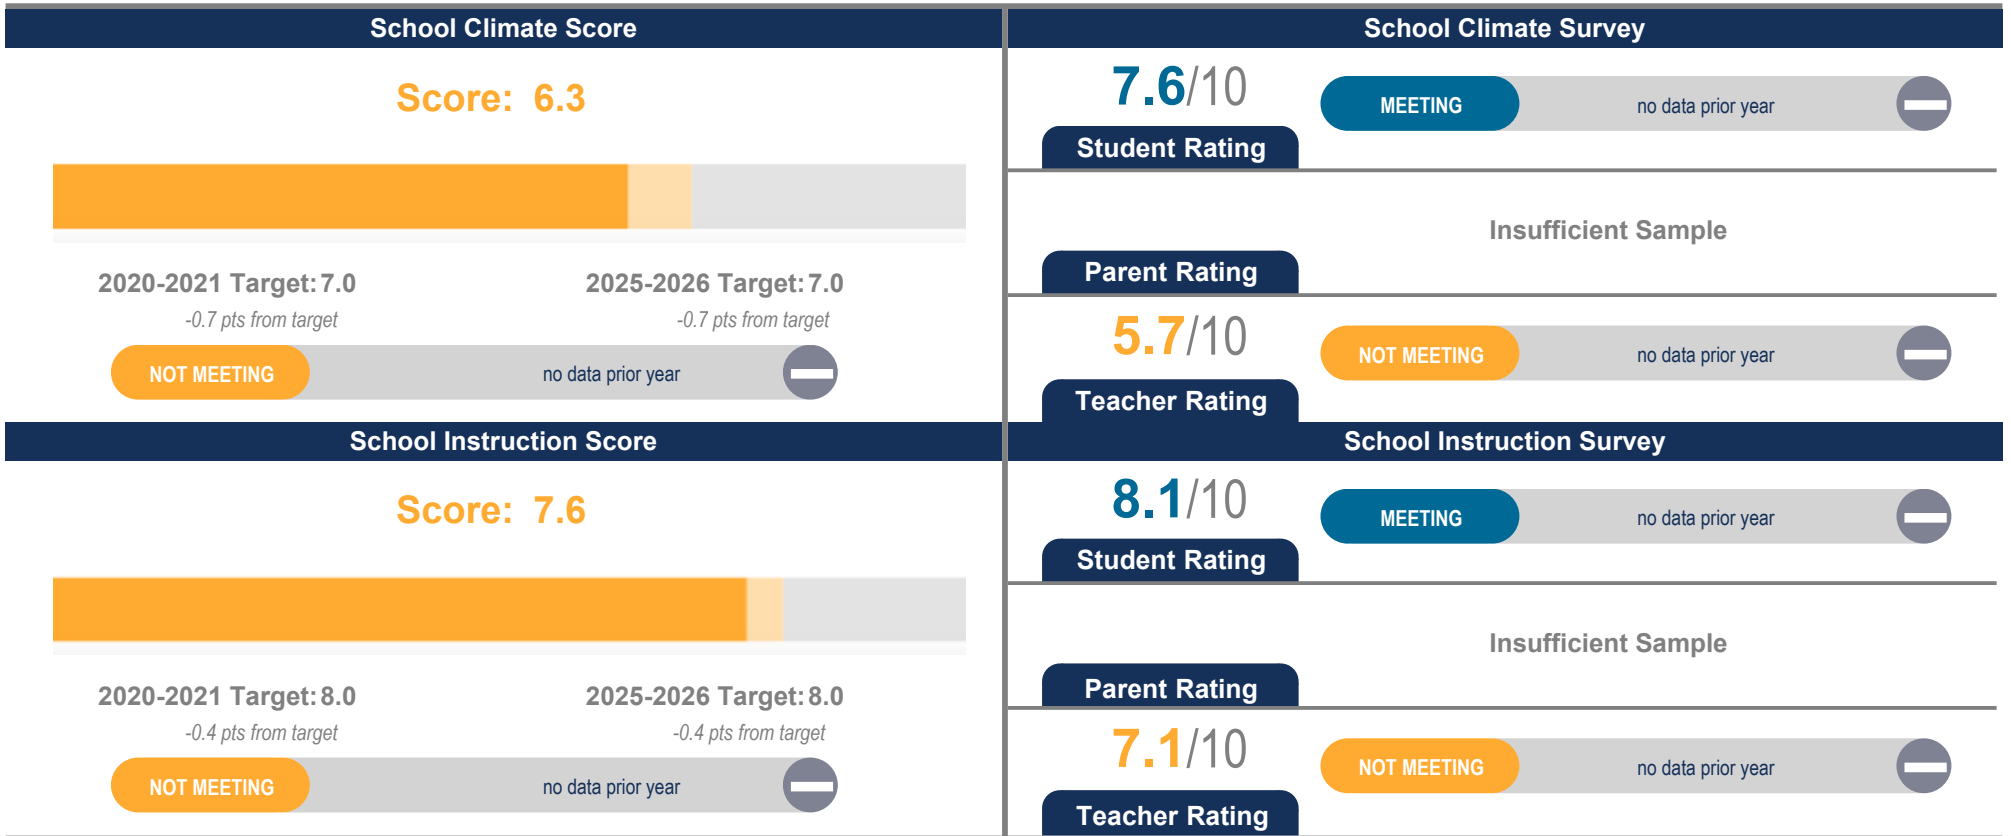 School Climate Score
Score: 6.3
2020-2021 Target: 7.0
2025-2026 Target: 7.0
-0.7 pts from target
-0.7 pts from target
NOT MEETING
no data prior year
School Climate Survey
7.6/10
MEETING
no data prior year
Student Rating
Insufficient Sample
Parent Rating
5.7/10
NOT MEETING
no data prior year
Teacher Rating
School Instruction Score
Score: 7.6
2020-2021 Target: 8.0
2025-2026 Target: 8.0
-0.4 pts from target
-0.4 pts from target
NOT MEETING
no data prior year
School Instruction Survey
8.1/10
MEETING
no data prior year
Student Rating
Insufficient Sample
Parent Rating
7.1/10
NOT MEETING
no data prior year
Teacher Rating